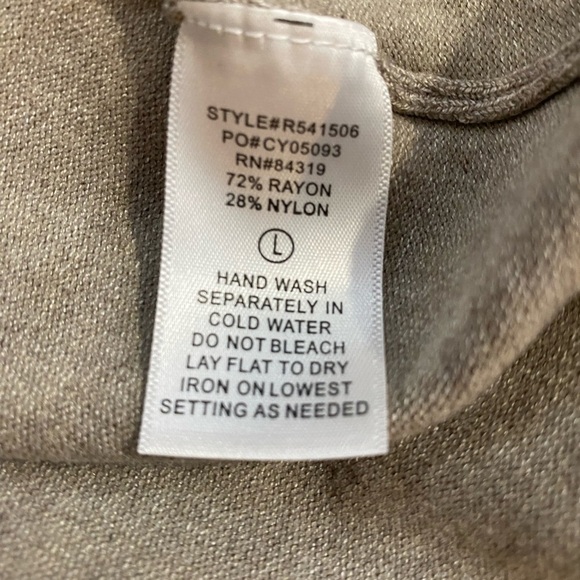 STYLE#R541506
PO#CY05093
RN#84319
72% RAYON
28% NYLON
L
HAND WASH
SEPARATELY IN
COLD WATER
DO NOT BLEACH
LAY FLAT TO DRY
IRON ON LOWEST
SETTING AS NEEDED